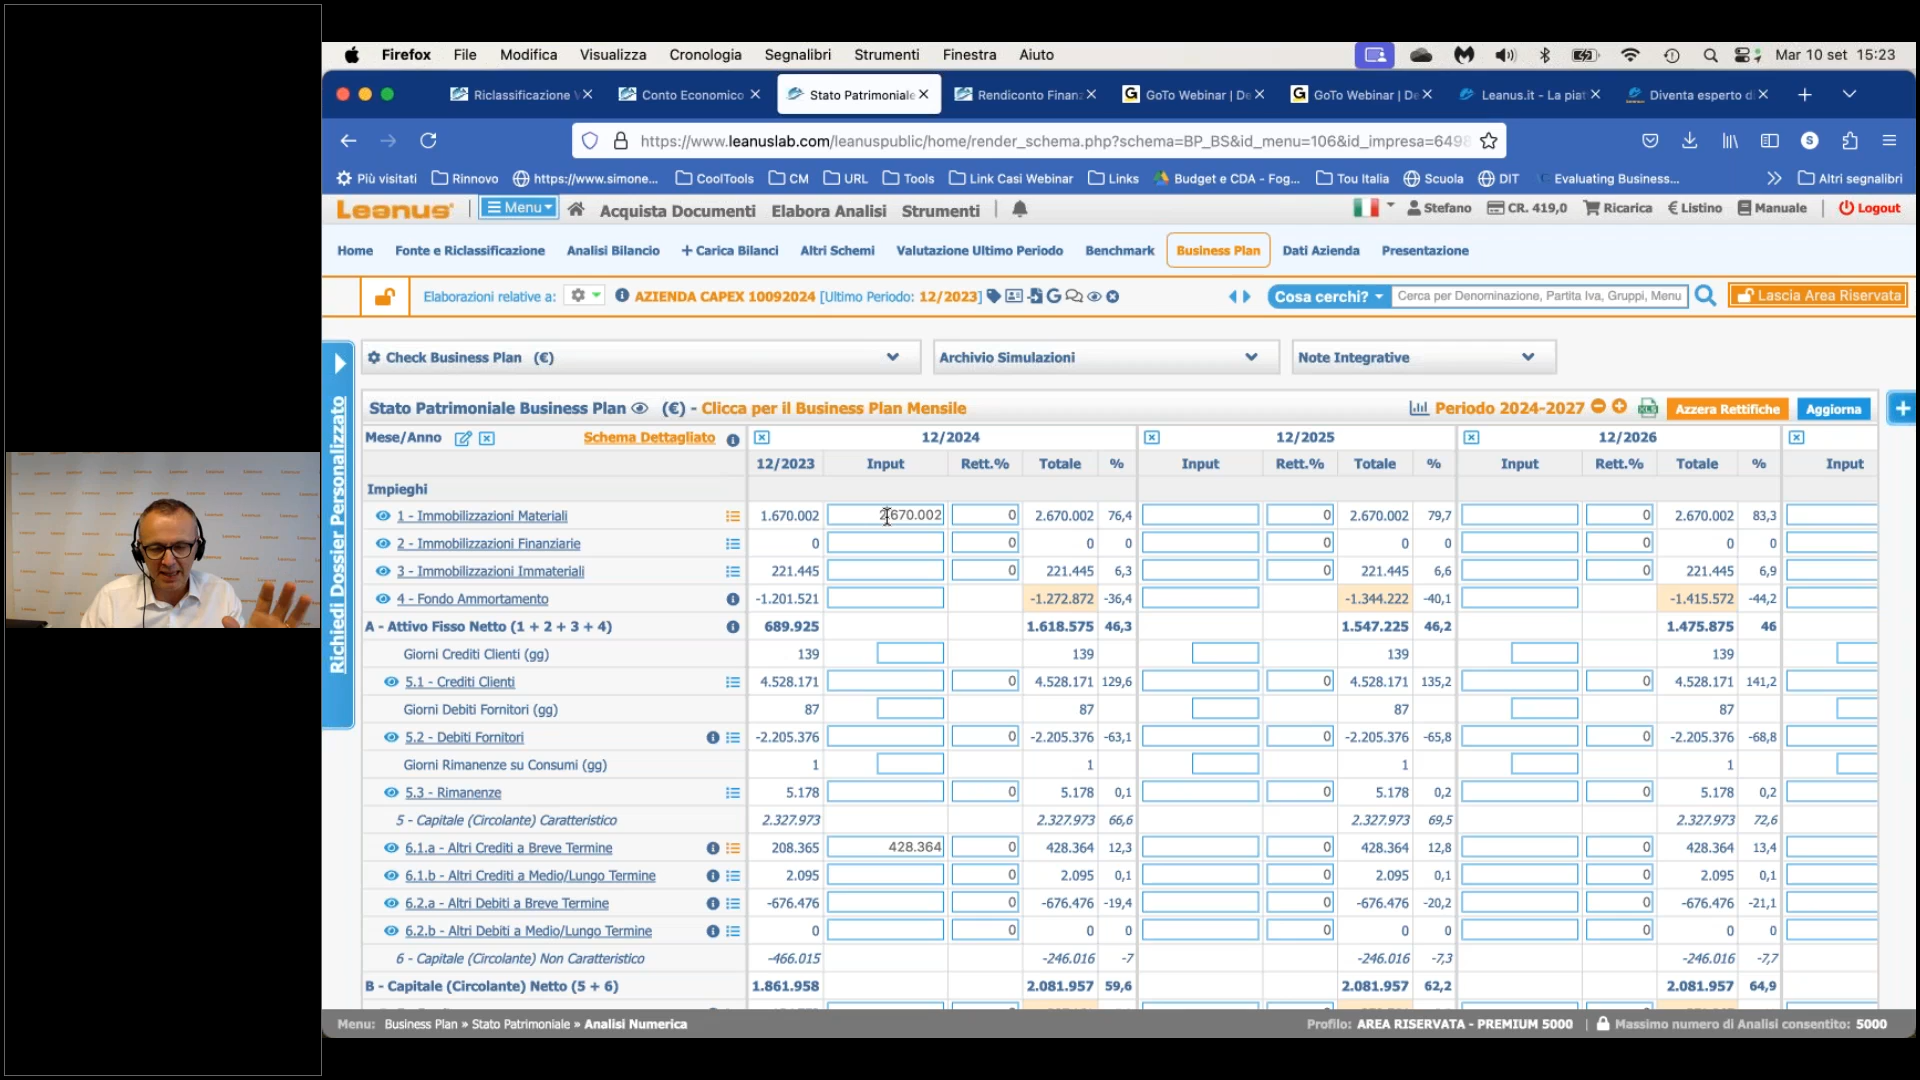 Firefox File Modifica Visualizza Cronologia Segnalibri Strumenti Finestra Aiuto Mar 10 set 15:23
Riclassificazione Conto Economico Stato Patrimoniale Rendiconto Finanz GoTo Webinar | De GoTo Webinar | De Leanus.it - La piat Diventa esperto d
https://www.leanuslab.com/leanuspublic/home/render_schema.php?schema=BP_BS&id_menu=106&id_impresa=6498
Più visitati Rinnovo https://www.simone... CoolTools CM URL Tools Link Casi Webinar Links Budget e CDA - Fog... Tou Italia Scuola DIT Evaluating Business... Altri segnalibri
Leanus Menu Acquista Documenti Elabora Analisi Strumenti Stefano CR. 419,0 Ricarica € Listino Manuale Logout
Home Fonte e Riclassificazione Analisi Bilancio + Carica Bilanci Altri Schemi Valutazione Ultimo Periodo Benchmark Business Plan Dati Azienda Presentazione
Elaborazioni relative a: AZIENDA CAPEX 10092024 [Ultimo Periodo: 12/2023] Cosa cerchi? Cerca per Denominazione, Partita Iva, Gruppi, Menu Lascia Area Riservata
Richiedi Dossier Personalizzato
Check Business Plan (€) Archivio Simulazioni Note Integrative
Stato Patrimoniale Business Plan (€) - Clicca per il Business Plan Mensile Periodo 2024-2027 XLS Azzera Rettifiche Aggiorna
Mese/Anno Schema Dettagliato 12/2024 12/2025 12/2026
12/2023 Input Rett.% Totale % Input Rett.% Totale % Input Rett.% Totale % Input
Impieghi
1 - Immobilizzazioni Materiali 1.670.002 2.670.002 0 2.670.002 76,4 0 2.670.002 79,7 0 2.670.002 83,3
2 - Immobilizzazioni Finanziarie 0 0 0 0 0 0 0 0 0 0
3 - Immobilizzazioni Immateriali 221.445 0 221.445 6,3 0 221.445 6,6 0 221.445 6,9
4 - Fondo Ammortamento -1.201.521 -1.272.872 -36,4 -1.344.222 -40,1 -1.415.572 -44,2
A - Attivo Fisso Netto (1 + 2 + 3 + 4) 689.925 1.618.575 46,3 1.547.225 46,2 1.475.875 46
Giorni Crediti Clienti (gg) 139 139 139 139
5.1 - Crediti Clienti 4.528.171 0 4.528.171 129,6 0 4.528.171 135,2 0 4.528.171 141,2
Giorni Debiti Fornitori (gg) 87 87 87 87
5.2 - Debiti Fornitori -2.205.376 0 -2.205.376 -63,1 0 -2.205.376 -65,8 0 -2.205.376 -68,8
Giorni Rimanenze su Consumi (gg) 1 1 1 1
5.3 - Rimanenze 5.178 0 5.178 0,1 0 5.178 0,2 0 5.178 0,2
5 - Capitale (Circolante) Caratteristico 2.327.973 2.327.973 66,6 2.327.973 69,5 2.327.973 72,6
6.1.a - Altri Crediti a Breve Termine 208.365 428.364 0 428.364 12,3 0 428.364 12,8 0 428.364 13,4
6.1.b - Altri Crediti a Medio/Lungo Termine 2.095 0 2.095 0,1 0 2.095 0,1 0 2.095 0,1
6.2.a - Altri Debiti a Breve Termine -676.476 0 -676.476 -19,4 0 -676.476 -20,2 0 -676.476 -21,1
6.2.b - Altri Debiti a Medio/Lungo Termine 0 0 0 0 0 0 0 0 0 0
6 - Capitale (Circolante) Non Caratteristico -466.015 -246.016 -7 -246.016 -7,3 -246.016 -7,7
B - Capitale (Circolante) Netto (5 + 6) 1.861.958 2.081.957 59,6 2.081.957 62,2 2.081.957 64,9
Menu: Business Plan » Stato Patrimoniale » Analisi Numerica Profilo: AREA RISERVATA - PREMIUM 5000 | Massimo numero di Analisi consentito: 5000